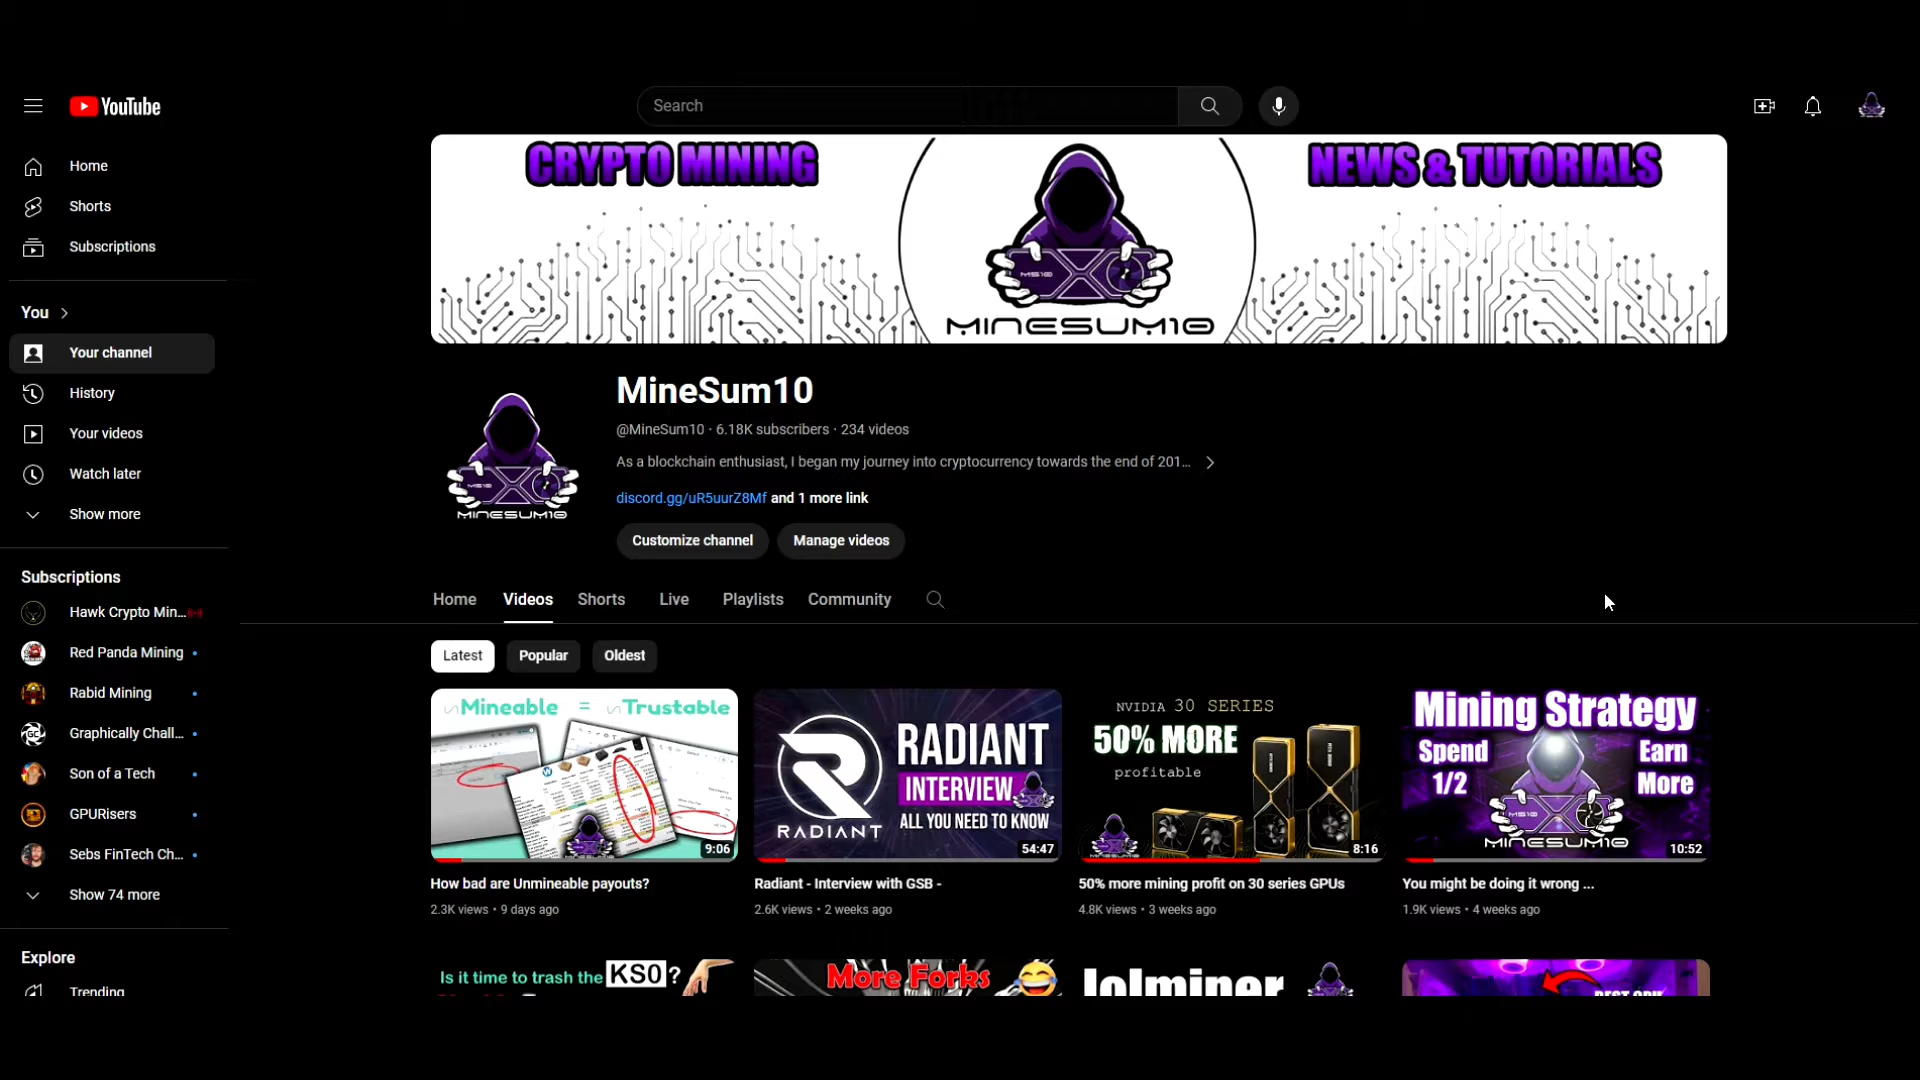 YouTube
Search
Home
Shorts
Subscriptions
You
Your channel
History
Your videos
Watch later
Show more
Subscriptions
Hawk Crypto Min...
Red Panda Mining
Rabid Mining
Graphically Chall...
Son of a Tech
GPURisers
Sebs FinTech Ch...
Show 74 more
Explore
Trending
CRYPTO MINING
NEWS & TUTORIALS
MS10
MINESUM10
MINESUM10
MineSum10
@MineSum10 · 6.18K subscribers · 234 videos
As a blockchain enthusiast, I began my journey into cryptocurrency towards the end of 201...
discord.gg/uR5uurZ8Mf and 1 more link
Customize channel
Manage videos
Home
Videos
Shorts
Live
Playlists
Community
Latest
Popular
Oldest
Mineable = Trustable
9:06
How bad are Unmineable payouts?
2.3K views • 9 days ago
RADIANT
RADIANT
INTERVIEW
ALL YOU NEED TO KNOW
54:47
Radiant - Interview with GSB -
2.6K views • 2 weeks ago
NVIDIA 30 SERIES
50% MORE
profitable
8:16
50% more mining profit on 30 series GPUs
4.8K views • 3 weeks ago
Mining Strategy
Spend
1/2
Earn
More
MS10
MINESUM10
10:52
You might be doing it wrong ...
1.9K views • 4 weeks ago
Is it time to trash the KS0 ?
More Forks
lolminer